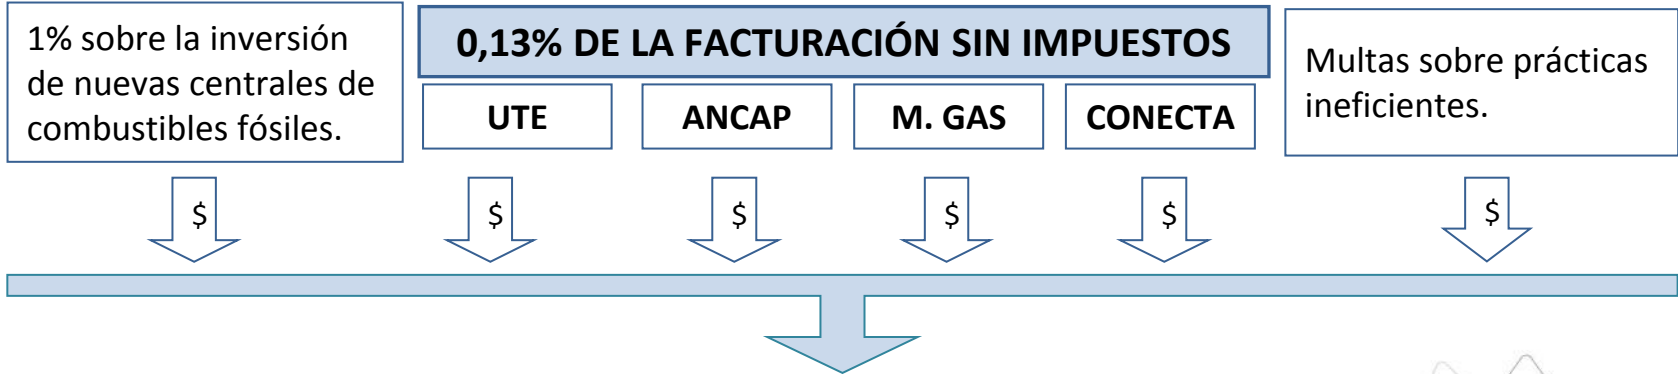 1% sobre la inversión
de nuevas centrales de
combustibles fósiles.
0,13% DE LA FACTURACIÓN SIN IMPUESTOS
UTE
ANCAP
M. GAS
CONECTA
Multas sobre prácticas
ineficientes.
$
$
$
$
$
$